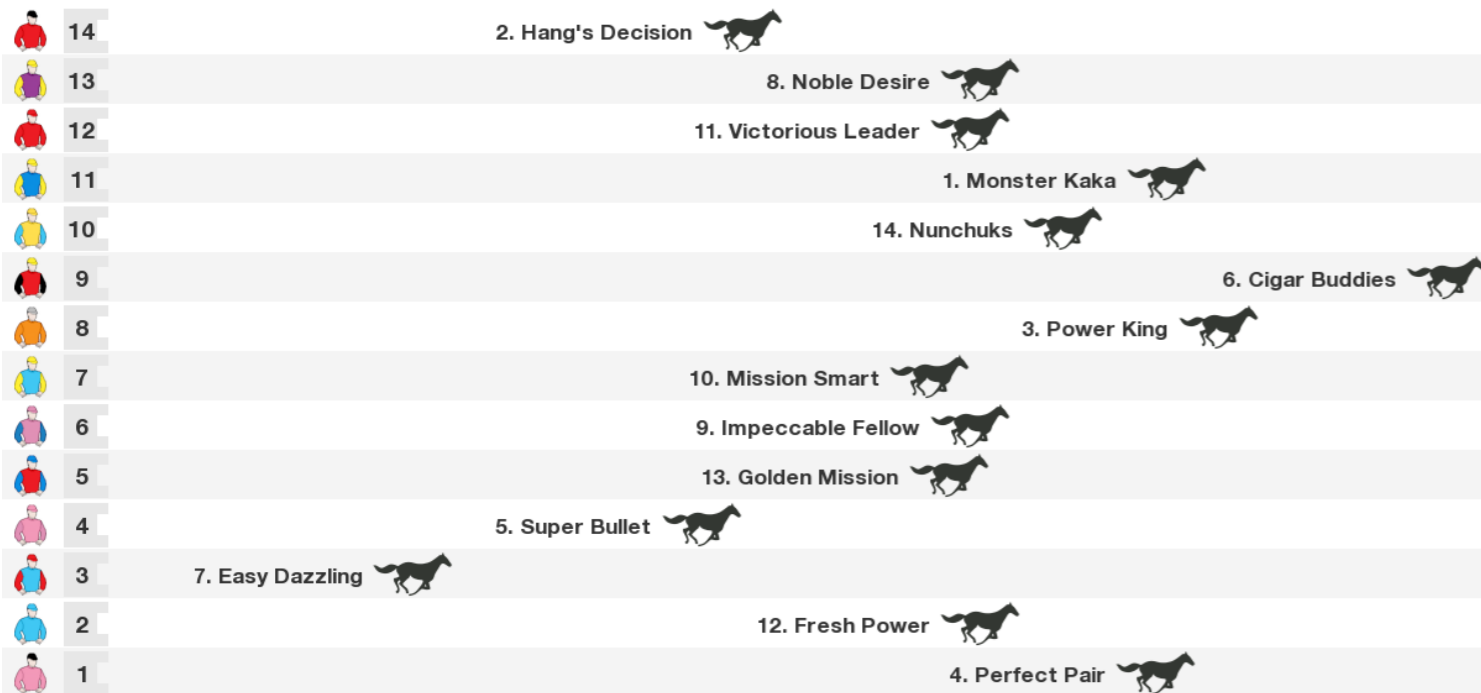 14 2. Hang's Decision
13 8. Noble Desire
12 11. Victorious Leader
11 1. Monster Kaka
10 14. Nunchuks
9 6. Cigar Buddies
8 3. Power King
7 10. Mission Smart
6 9. Impeccable Fellow
5 13. Golden Mission
4 5. Super Bullet
3 7. Easy Dazzling
2 12. Fresh Power
1 4. Perfect Pair